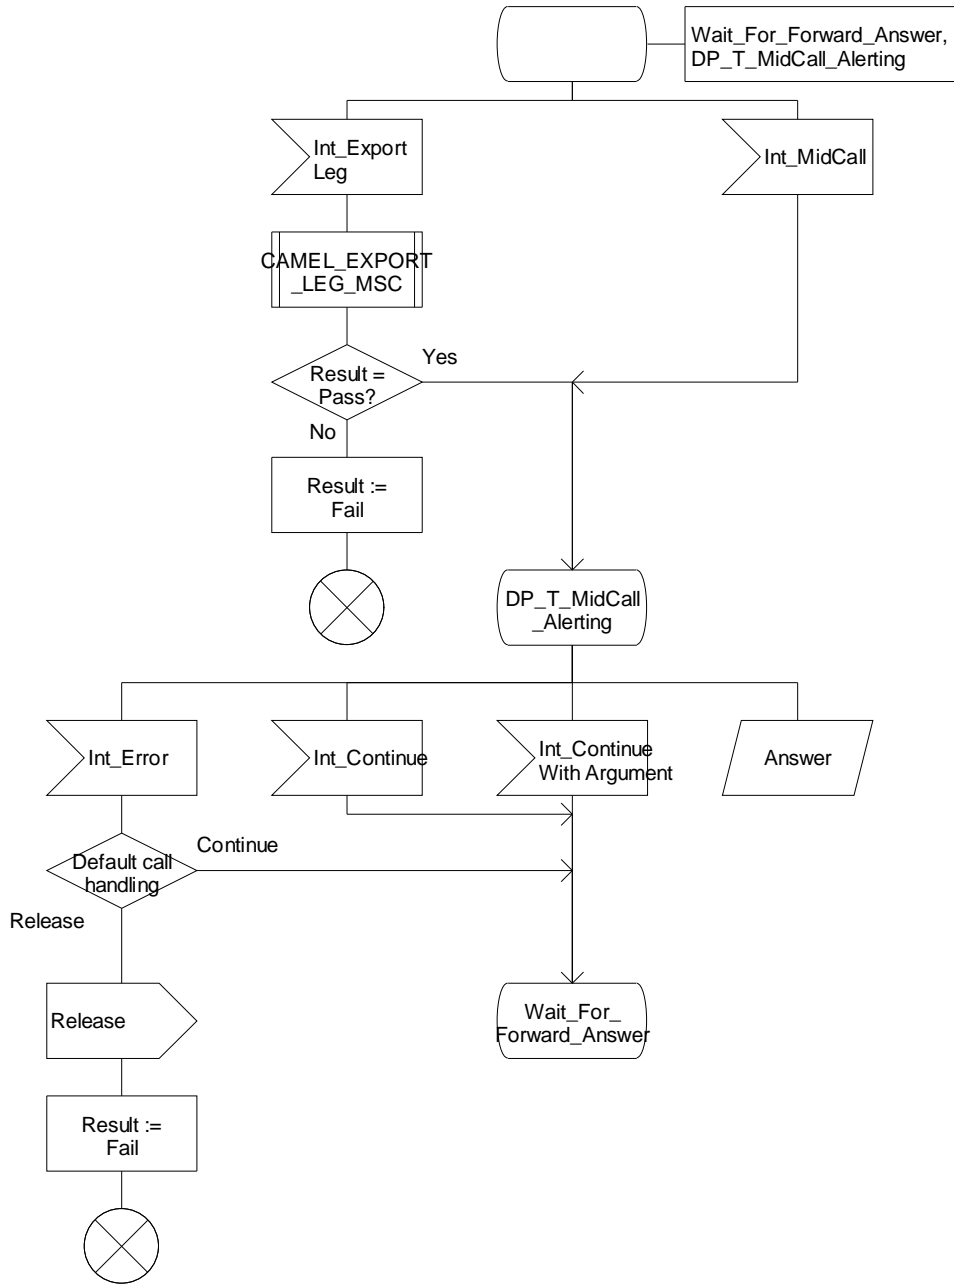 Wait_For_Forward_Answer,
DP_T_MidCall_Alerting
Int_Export
Leg
Int_MidCall
CAMEL_EXPORT
_LEG_MSC
Yes
Result =
Pass?
No
Result :=
Fail
DP_T_MidCall
_Alerting
Int_Error
Int_Continue
Int_Continue
With Argument
Answer
Continue
Default call
handling
Release
Release
Wait_For_
Forward_Answer
Result :=
Fail